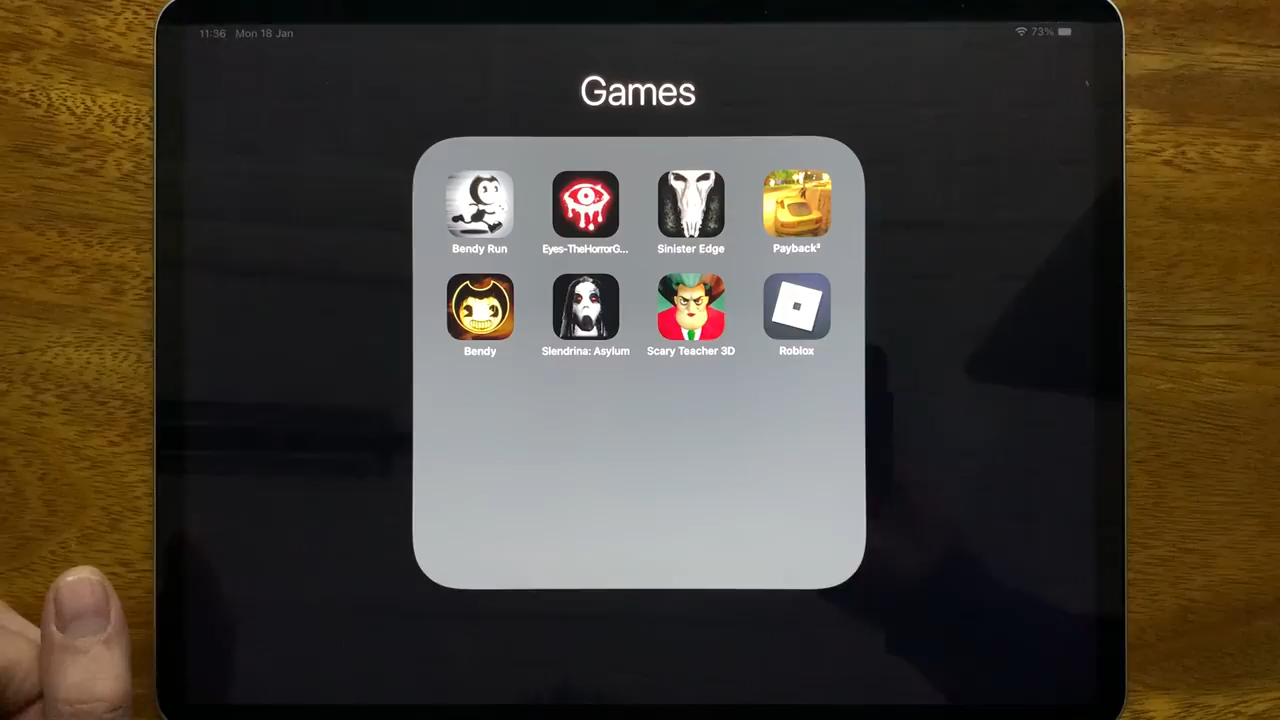 11:36 Mon 18 Jan
73%
Games
Bendy Run
Eyes-TheHorrorG...
Sinister Edge
Payback²
Bendy
Slendrina: Asylum
Scary Teacher 3D
Roblox